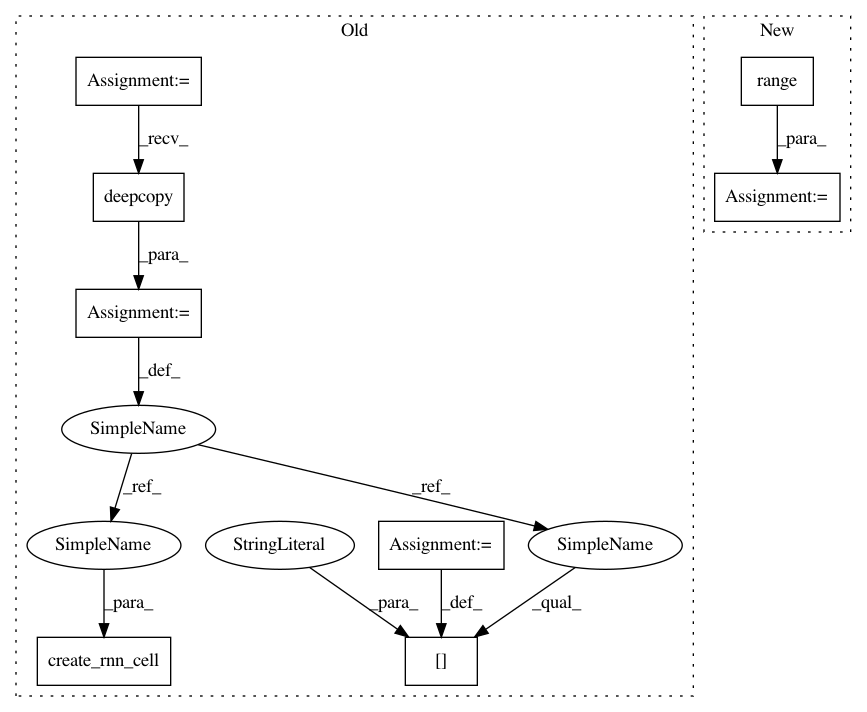 Old
New
Assignment:=
range
_recv_
_para_
deepcopy
Assignment:=
_para_
Assignment:=
_def_
SimpleName
_ref_
_ref_
SimpleName
StringLiteral
Assignment:=
SimpleName
_para_
_para_
_def_
_qual_
create_rnn_cell
[]